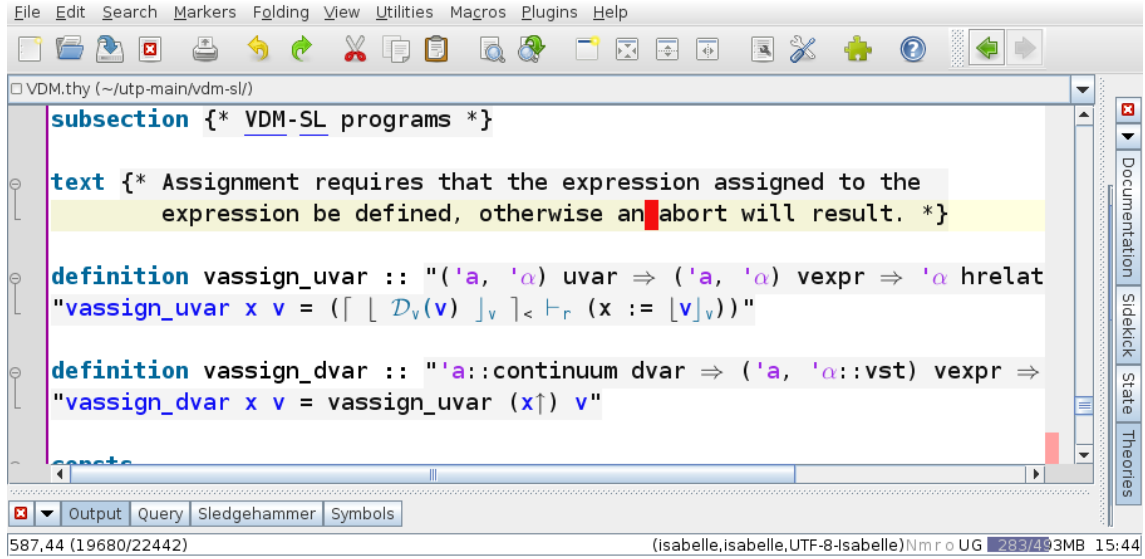 File Edit Search Markers Folding View Utilities Macros Plugins Help
VDM.thy (~/utp-main/vdm-sl/)
subsection {* VDM-SL programs *}
text {* Assignment requires that the expression assigned to the
expression be defined, otherwise an abort will result. *}
definition vassign_uvar :: "('a, 'α) uvar ⇒ ('a, 'α) vexpr ⇒ 'α hrelat
"vassign_uvar x v = (⌈ ⌊ 𝒟ᵥ(v) ⌋ᵥ ⌉< ⊢ᵣ (x := ⌊v⌋ᵥ))"
definition vassign_dvar :: "'a::continuum dvar ⇒ ('a, 'α::vst) vexpr ⇒
"vassign_dvar x v = vassign_uvar (x↑) v"
consts
Documentation
Sidekick
State
Theories
Output Query Sledgehammer Symbols
587,44 (19680/22442) (isabelle,isabelle,UTF-8-Isabelle) N m r o UG 283/493MB 15:44